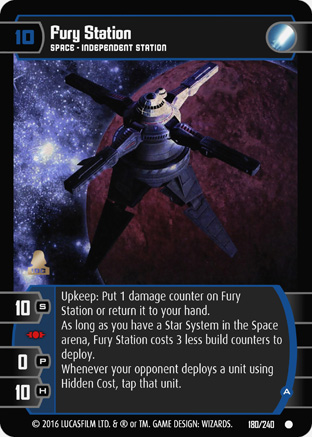 10 Fury Station
SPACE - INDEPENDENT STATION
10 S
0 P
10 H
Upkeep: Put 1 damage counter on Fury
Station or return it to your hand.
As long as you have a Star System in the Space
arena, Fury Station costs 3 less build counters to
deploy.
Whenever your opponent deploys a unit using
Hidden Cost, tap that unit.
A
© 2016 LUCASFILM LTD. & ® or TM. GAME DESIGN: WIZARDS. 180/240